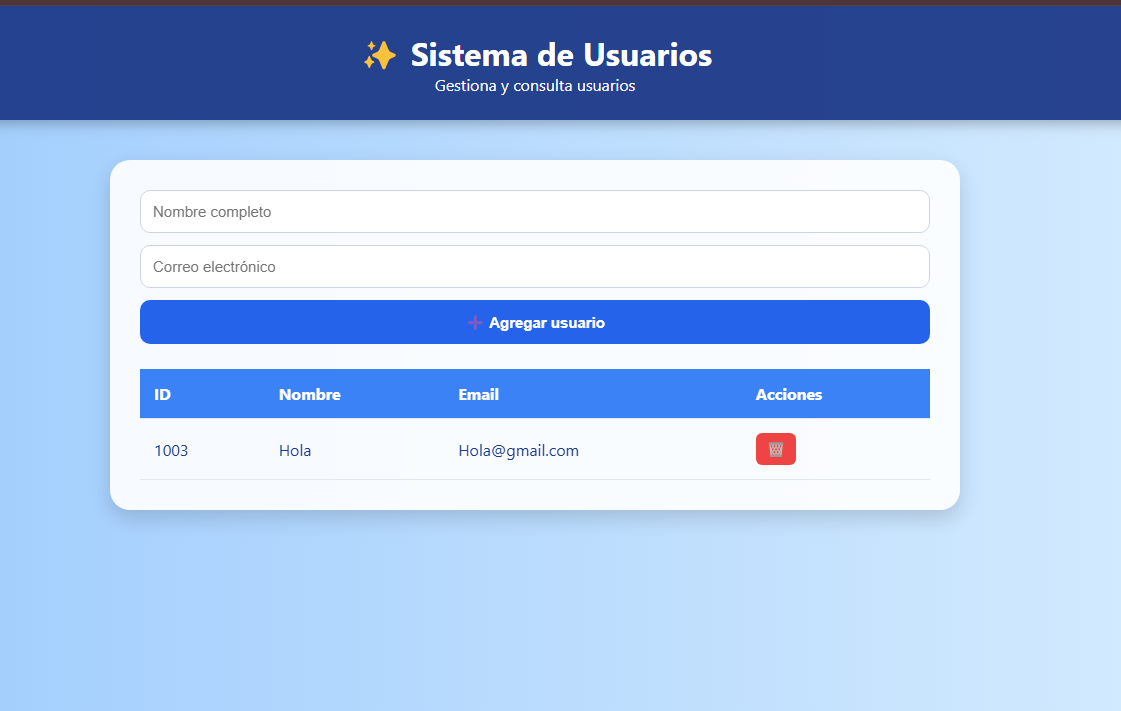 ✨ Sistema de Usuarios
Gestiona y consulta usuarios
Nombre completo
Correo electrónico
➕ Agregar usuario
ID Nombre Email Acciones
1003 Hola Hola@gmail.com 🗑️